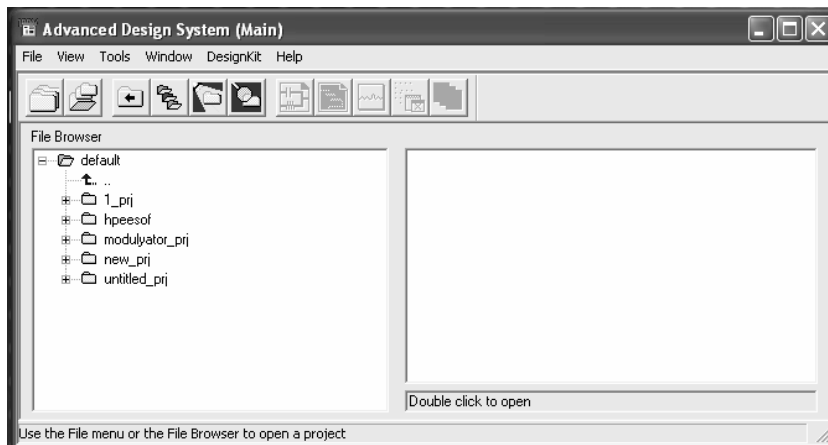 Advanced Design System (Main)
File View Tools Window DesignKit Help
File Browser
default
..
1_prj
hpeesof
modulyator_prj
new_prj
untitled_prj
Double click to open
Use the File menu or the File Browser to open a project